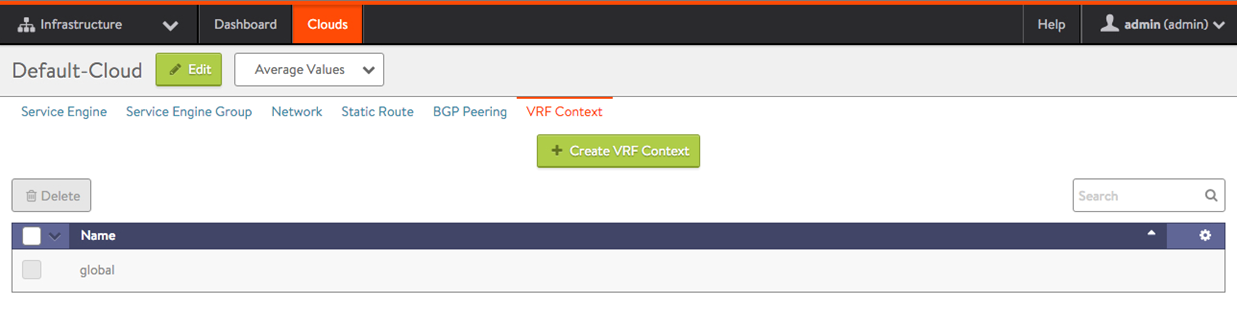 Infrastructure Dashboard Clouds Help admin (admin)
Default-Cloud Edit Average Values
Service Engine Service Engine Group Network Static Route BGP Peering VRF Context
+ Create VRF Context
Delete Search
Name
global